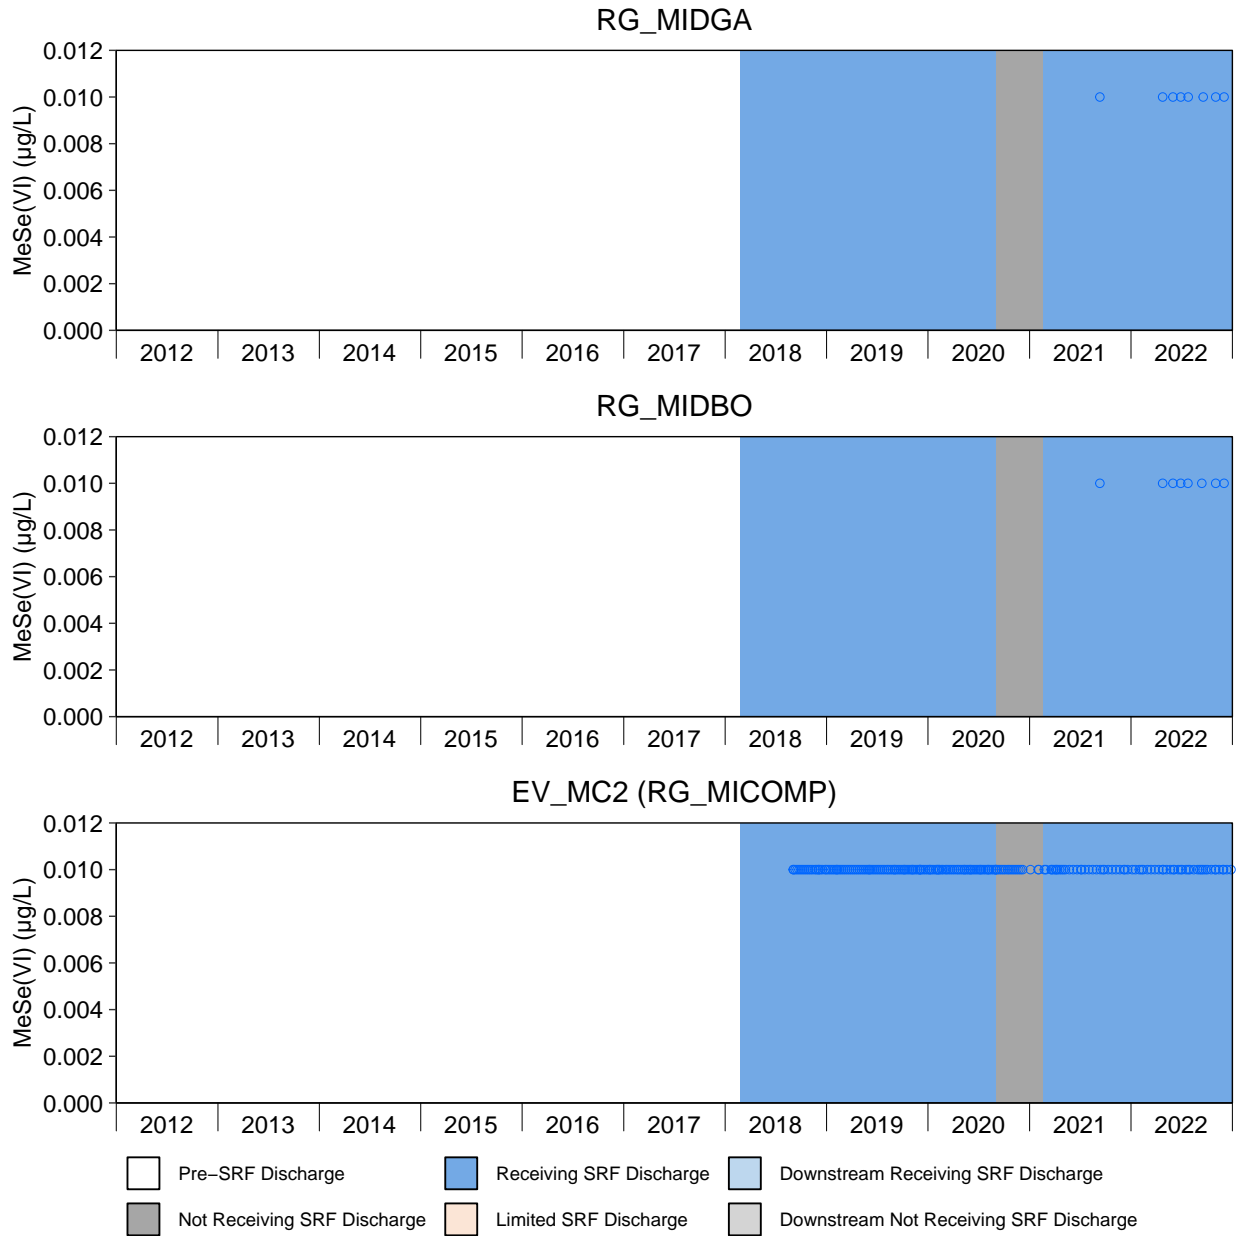 RG_MIDGA
MeSe(VI) (µg/L)
0.012
0.010
0.008
0.006
0.004
0.002
0.000
2012 2013 2014 2015 2016 2017 2018 2019 2020 2021 2022
RG_MIDBO
MeSe(VI) (µg/L)
0.012
0.010
0.008
0.006
0.004
0.002
0.000
2012 2013 2014 2015 2016 2017 2018 2019 2020 2021 2022
EV_MC2 (RG_MICOMP)
MeSe(VI) (µg/L)
0.012
0.010
0.008
0.006
0.004
0.002
0.000
2012 2013 2014 2015 2016 2017 2018 2019 2020 2021 2022
Pre−SRF Discharge Receiving SRF Discharge Downstream Receiving SRF Discharge
Not Receiving SRF Discharge Limited SRF Discharge Downstream Not Receiving SRF Discharge